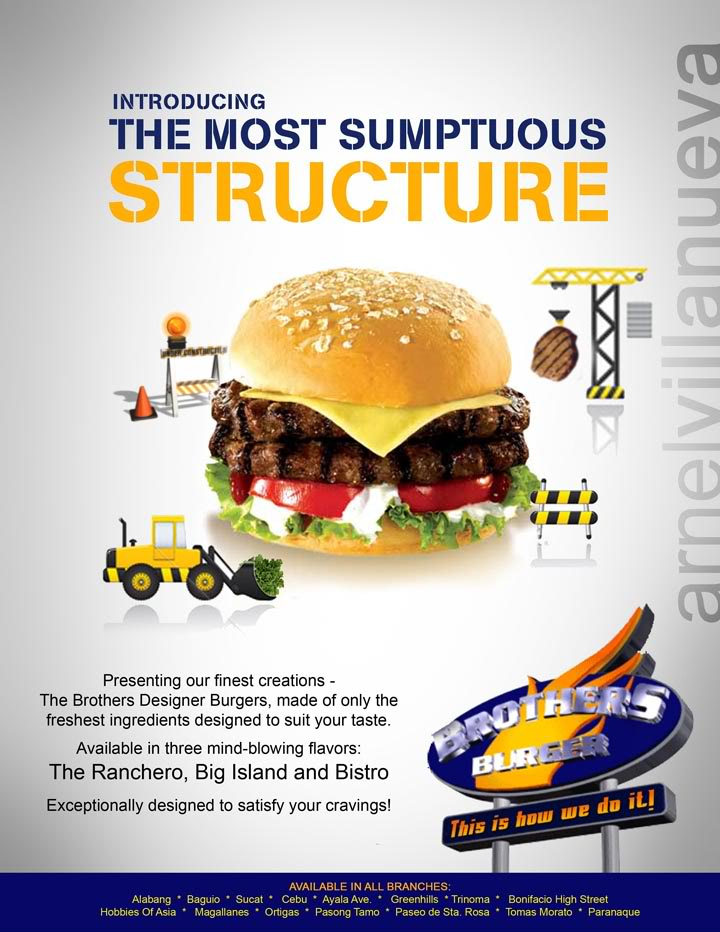 INTRODUCING
THE MOST SUMPTUOUS
STRUCTURE
arnelvillanueva
UNDER CONSTRUCTION
Presenting our finest creations -
The Brothers Designer Burgers, made of only the
freshest ingredients designed to suit your taste.
Available in three mind-blowing flavors:
The Ranchero, Big Island and Bistro
Exceptionally designed to satisfy your cravings!
BROTHERS
BURGER
This is how we do it!
AVAILABLE IN ALL BRANCHES:
Alabang * Baguio * Sucat * Cebu * Ayala Ave. * Greenhills * Trinoma * Bonifacio High Street
Hobbies Of Asia * Magallanes * Ortigas * Pasong Tamo * Paseo de Sta. Rosa * Tomas Morato * Paranaque